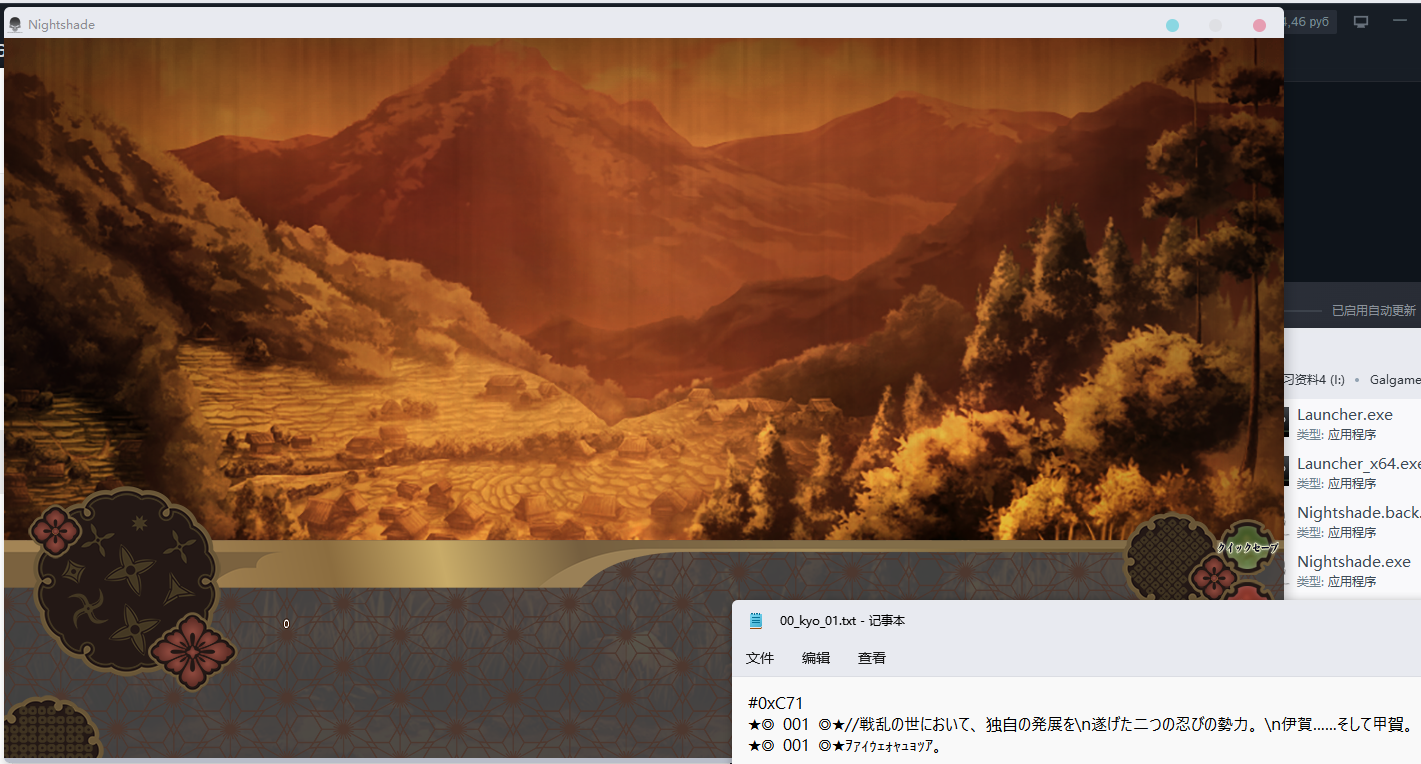 Nightshade
4,46 руб
已启用自动更新
习资料4 (I:) • Galgame
Launcher.exe
类型: 应用程序
Launcher_x64.exe
类型: 应用程序
Nightshade.back.
类型: 应用程序
Nightshade.exe
类型: 应用程序
クイックセーブ
0
00_kyo_01.txt - 记事本
文件 编辑 查看
#0xC71
★◎ 001 ◎★//戦乱の世において、独自の発展を\n遂げた二つの忍びの勢力。\n伊賀……そして甲賀。
★◎ 001 ◎★ｦｧｨｩｪｫｬｭｮｯｱ。